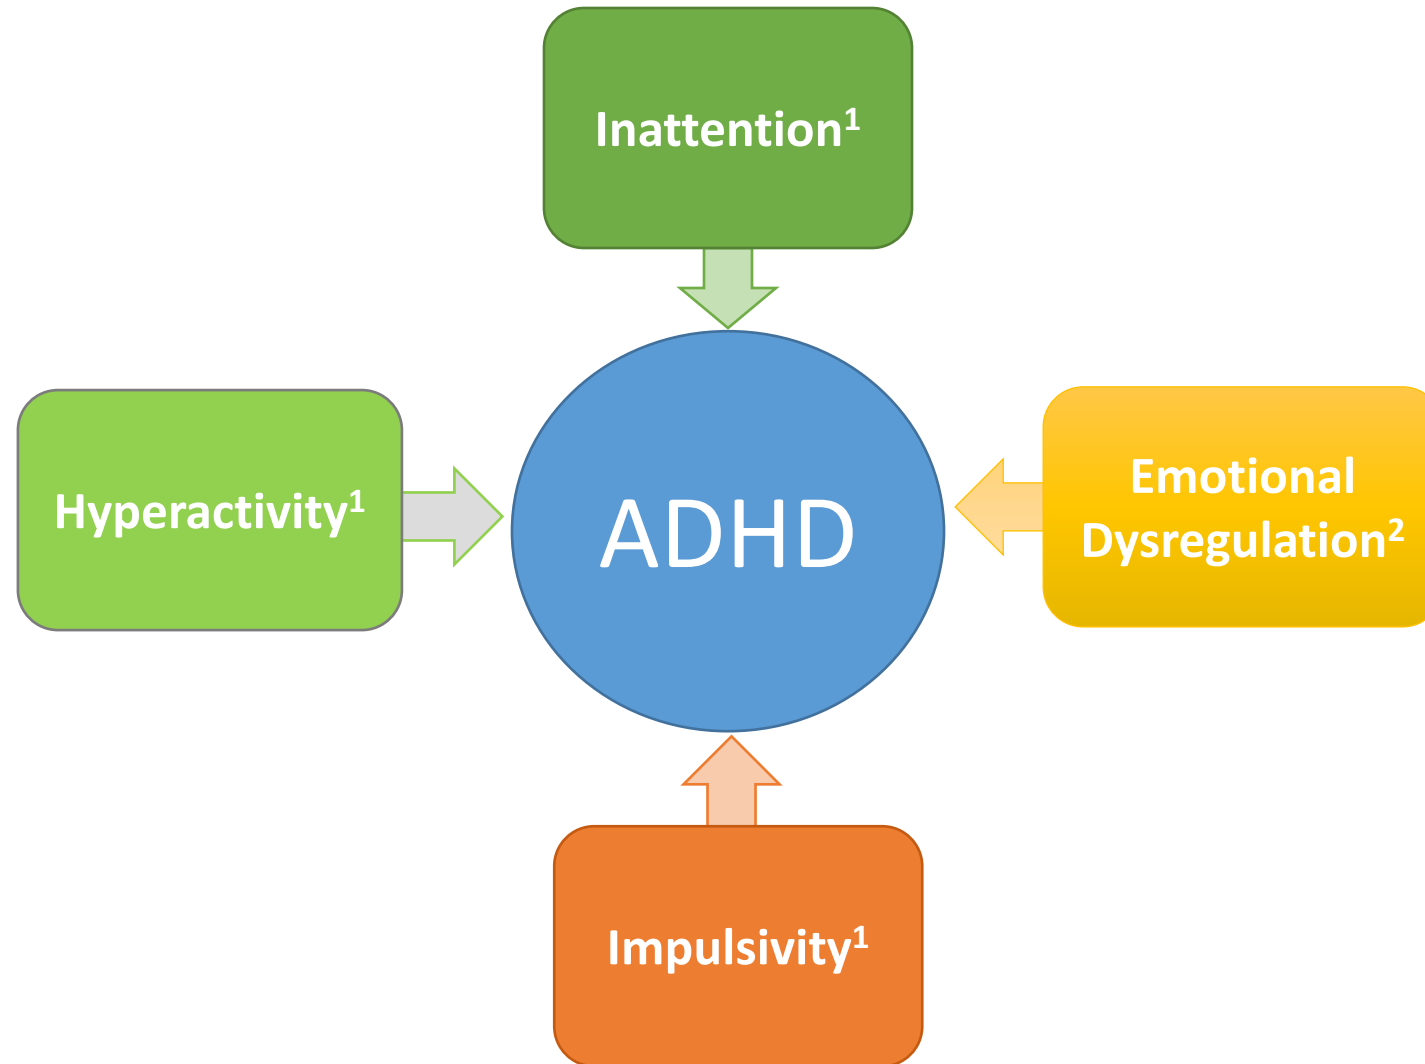 Inattention¹
Hyperactivity¹
ADHD
Emotional
Dysregulation²
Impulsivity¹